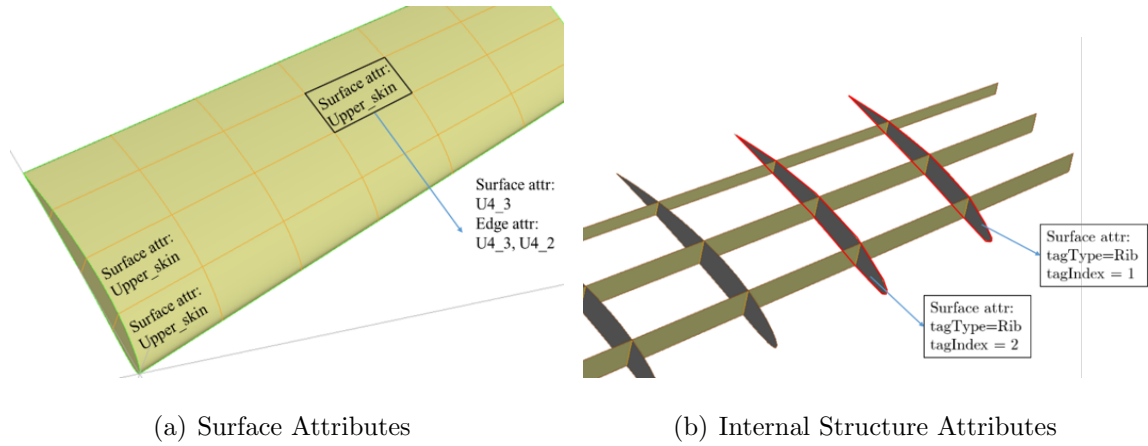 Surface attr:
Upper_skin
Surface attr:
U4_3
Edge attr:
U4_3, U4_2
Surface attr:
Upper_skin
Surface attr:
Upper_skin
Surface attr:
tagType=Rib
tagIndex = 1
Surface attr:
tagType=Rib
tagIndex = 2
(a) Surface Attributes
(b) Internal Structure Attributes